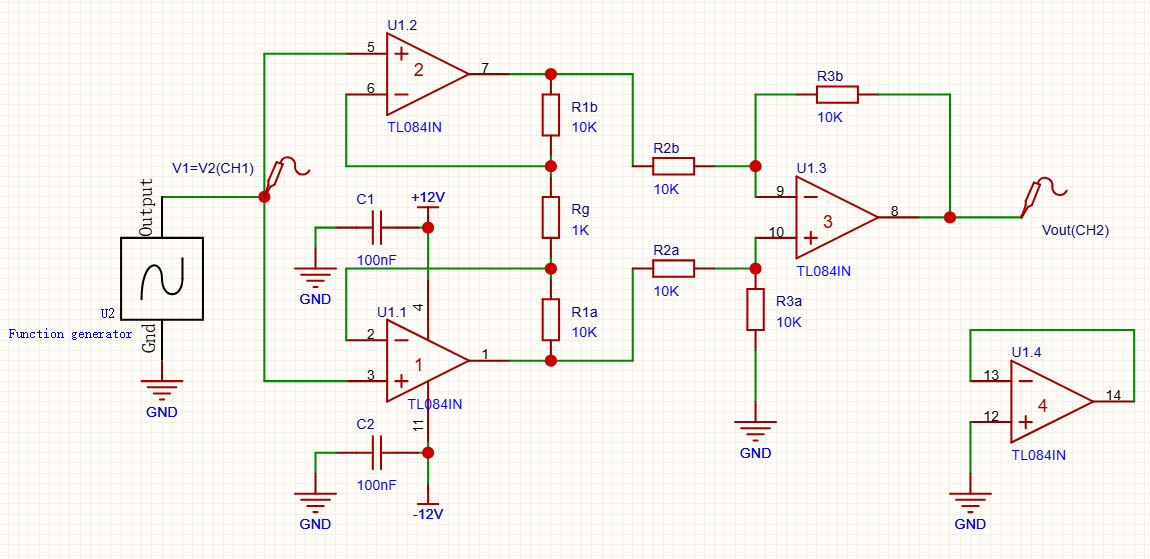 U1.2
5
+
2
7
6
−
TL084IN
R1b
10K
R3b
10K
V1=V2(CH1)
Output
C1
100nF
+12V
GND
Rg
1K
R2b
10K
U1.3
9
−
3
8
10
+
TL084IN
Vout(CH2)
R2a
10K
R3a
10K
GND
U2
Function generator
Gnd
GND
U1.1
4
2
−
1
1
3
+
TL084IN
11
R1a
10K
C2
100nF
GND
-12V
U1.4
13
−
4
14
12
+
TL084IN
GND